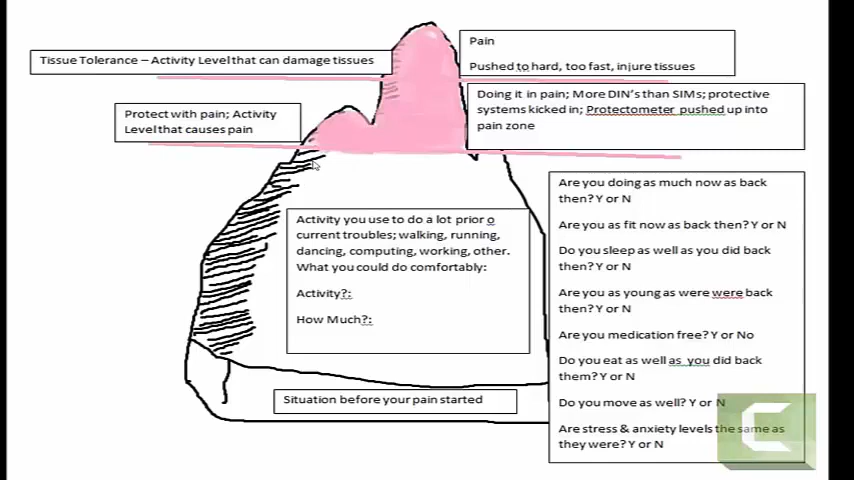 Tissue Tolerance – Activity Level that can damage tissues
Pain
Pushed to hard, too fast, injure tissues
Protect with pain; Activity
Level that causes pain
Doing it in pain; More DIN's than SIMs; protective
systems kicked in; Protectometer pushed up into
pain zone
Activity you use to do a lot prior o
current troubles; walking, running,
dancing, computing, working, other.
What you could do comfortably:
Activity?:
How Much?:
Situation before your pain started
Are you doing as much now as back
then? Y or N
Are you as fit now as back then? Y or N
Do you sleep as well as you did back
then? Y or N
Are you as young as were were back
then? Y or N
Are you medication free? Y or No
Do you eat as well as you did back
them? Y or N
Do you move as well? Y or N
Are stress & anxiety levels the same as
they were? Y or N